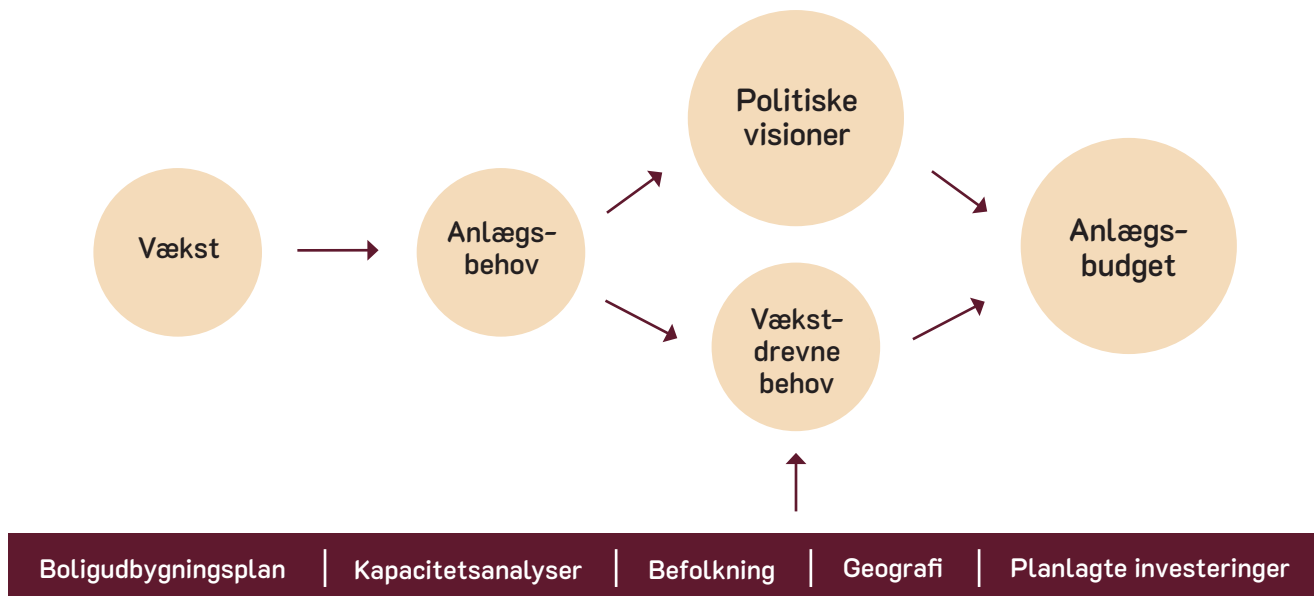 Vækst
Anlægs-
behov
Politiske
visioner
Vækst-
drevne
behov
Anlægs-
budget
Boligudbygningsplan | Kapacitetsanalyser | Befolkning | Geografi | Planlagte investeringer